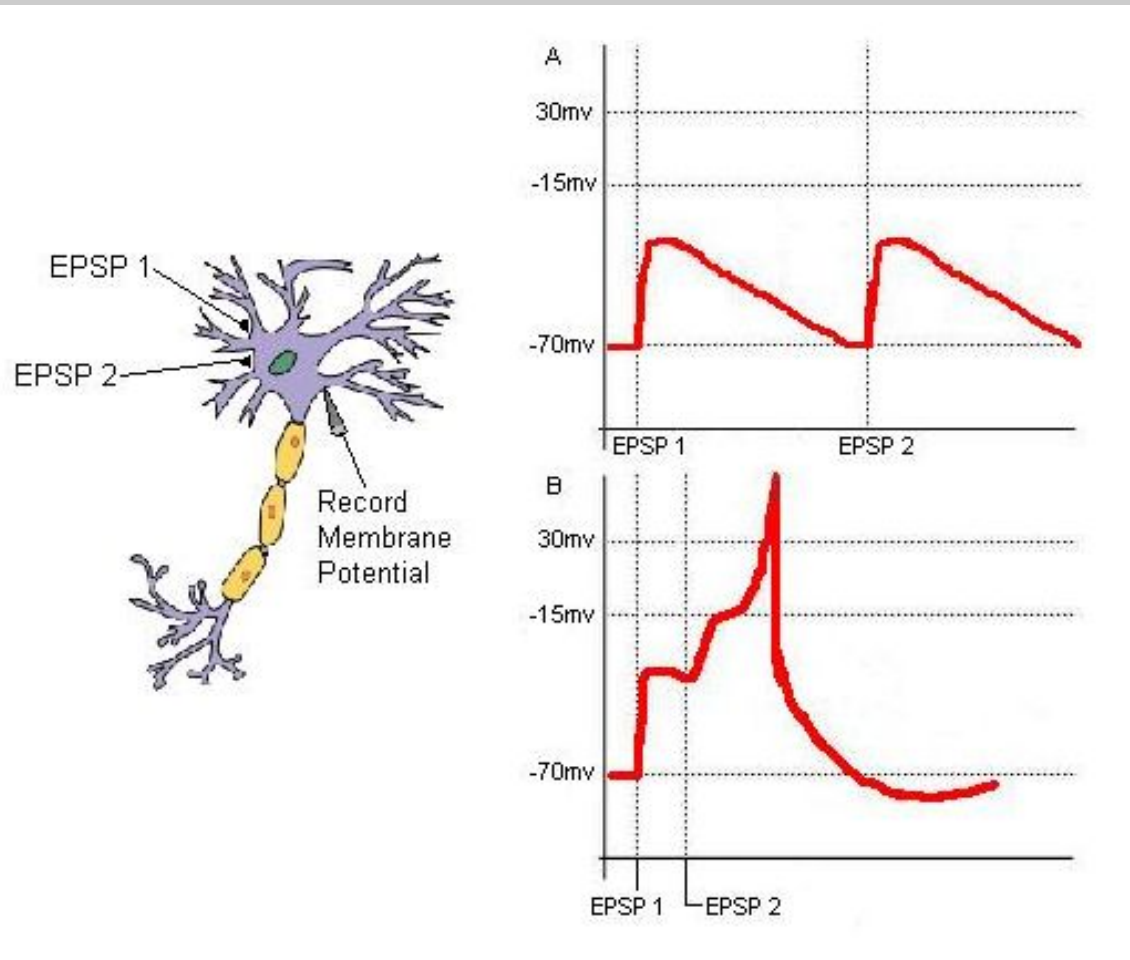 EPSP 1
EPSP 2
Record
Membrane
Potential
A
30mv
-15mv
-70mv
EPSP 1 EPSP 2
B
30mv
-15mv
-70mv
EPSP 1 EPSP 2